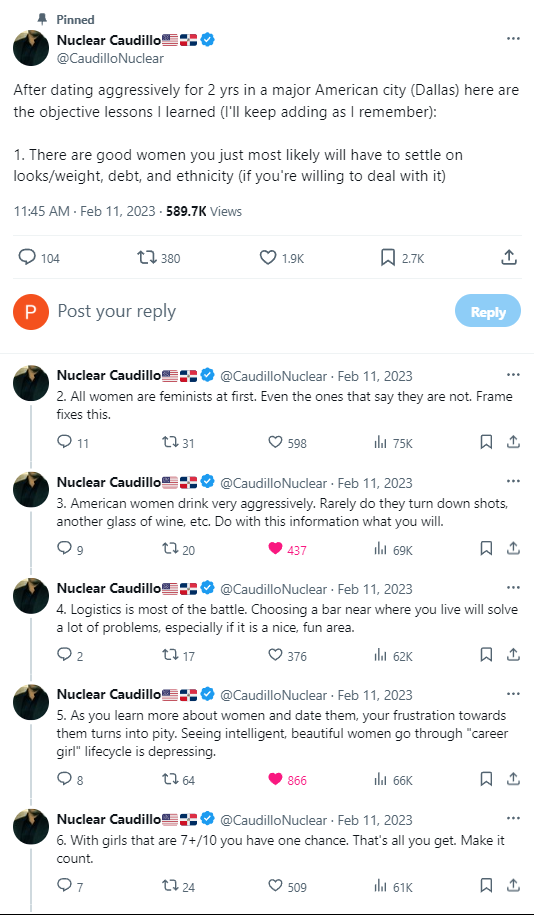 Pinned
Nuclear Caudillo
@CaudilloNuclear
After dating aggressively for 2 yrs in a major American city (Dallas) here are
the objective lessons I learned (I'll keep adding as I remember):
1. There are good women you just most likely will have to settle on
looks/weight, debt, and ethnicity (if you're willing to deal with it)
11:45 AM · Feb 11, 2023 · 589.7K Views
104 380 1.9K 2.7K
P Post your reply Reply
Nuclear Caudillo @CaudilloNuclear · Feb 11, 2023
2. All women are feminists at first. Even the ones that say they are not. Frame
fixes this.
11 31 598 75K
Nuclear Caudillo @CaudilloNuclear · Feb 11, 2023
3. American women drink very aggressively. Rarely do they turn down shots,
another glass of wine, etc. Do with this information what you will.
9 20 437 69K
Nuclear Caudillo @CaudilloNuclear · Feb 11, 2023
4. Logistics is most of the battle. Choosing a bar near where you live will solve
a lot of problems, especially if it is a nice, fun area.
2 17 376 62K
Nuclear Caudillo @CaudilloNuclear · Feb 11, 2023
5. As you learn more about women and date them, your frustration towards
them turns into pity. Seeing intelligent, beautiful women go through "career
girl" lifecycle is depressing.
8 64 866 66K
Nuclear Caudillo @CaudilloNuclear · Feb 11, 2023
6. With girls that are 7+/10 you have one chance. That's all you get. Make it
count.
7 24 509 61K